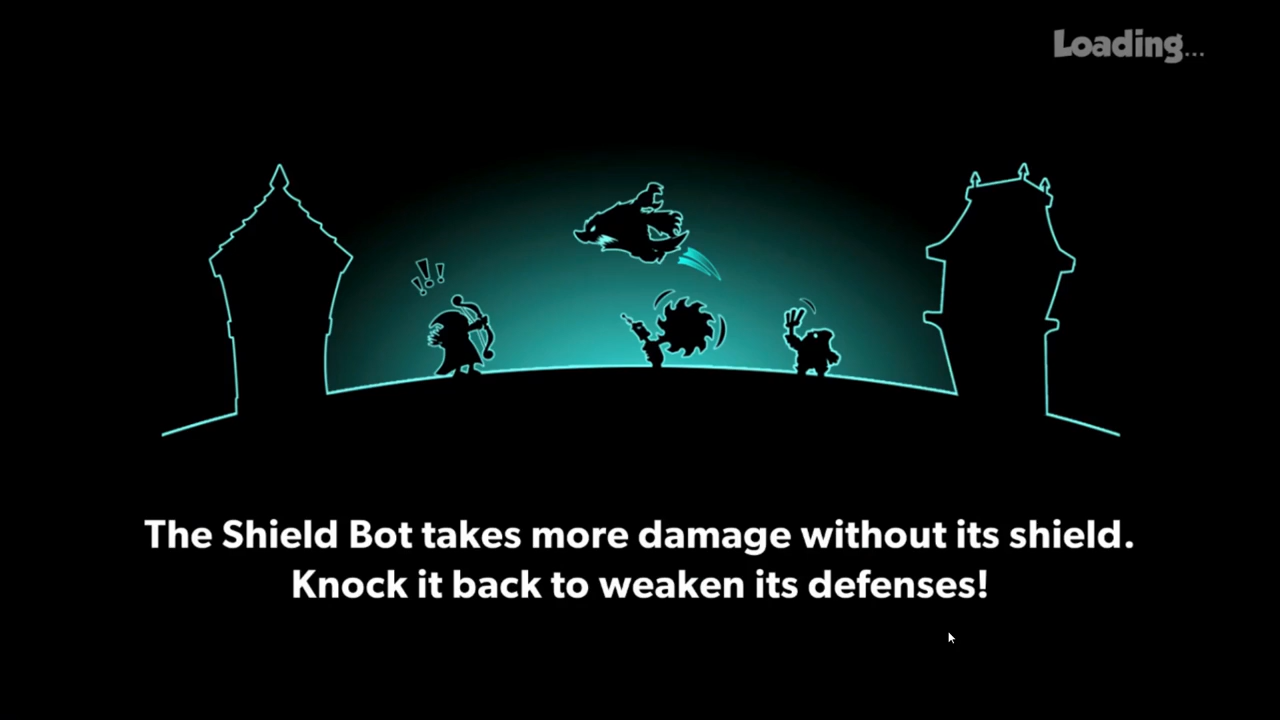 Loading...
!!!
The Shield Bot takes more damage without its shield.
Knock it back to weaken its defenses!